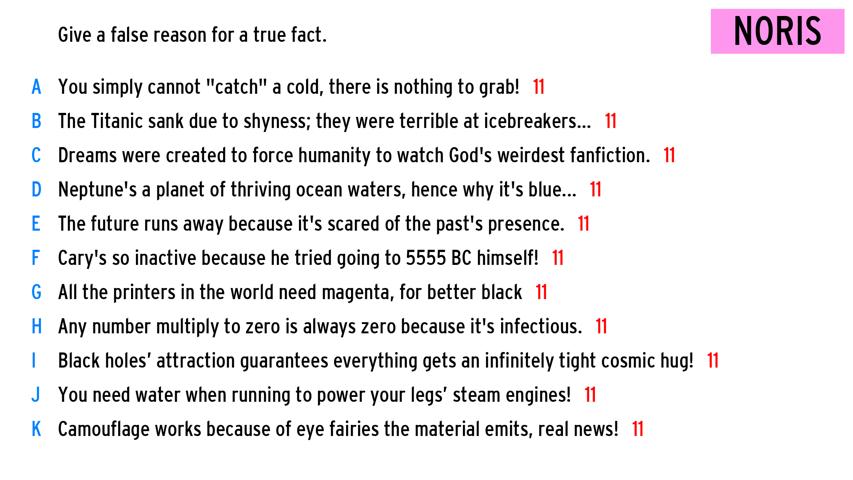 Give a false reason for a true fact.
NORIS
A You simply cannot "catch" a cold, there is nothing to grab! 11
B The Titanic sank due to shyness; they were terrible at icebreakers... 11
C Dreams were created to force humanity to watch God's weirdest fanfiction. 11
D Neptune's a planet of thriving ocean waters, hence why it's blue... 11
E The future runs away because it's scared of the past's presence. 11
F Cary's so inactive because he tried going to 5555 BC himself! 11
G All the printers in the world need magenta, for better black 11
H Any number multiply to zero is always zero because it's infectious. 11
I Black holes’ attraction guarantees everything gets an infinitely tight cosmic hug! 11
J You need water when running to power your legs’ steam engines! 11
K Camouflage works because of eye fairies the material emits, real news! 11